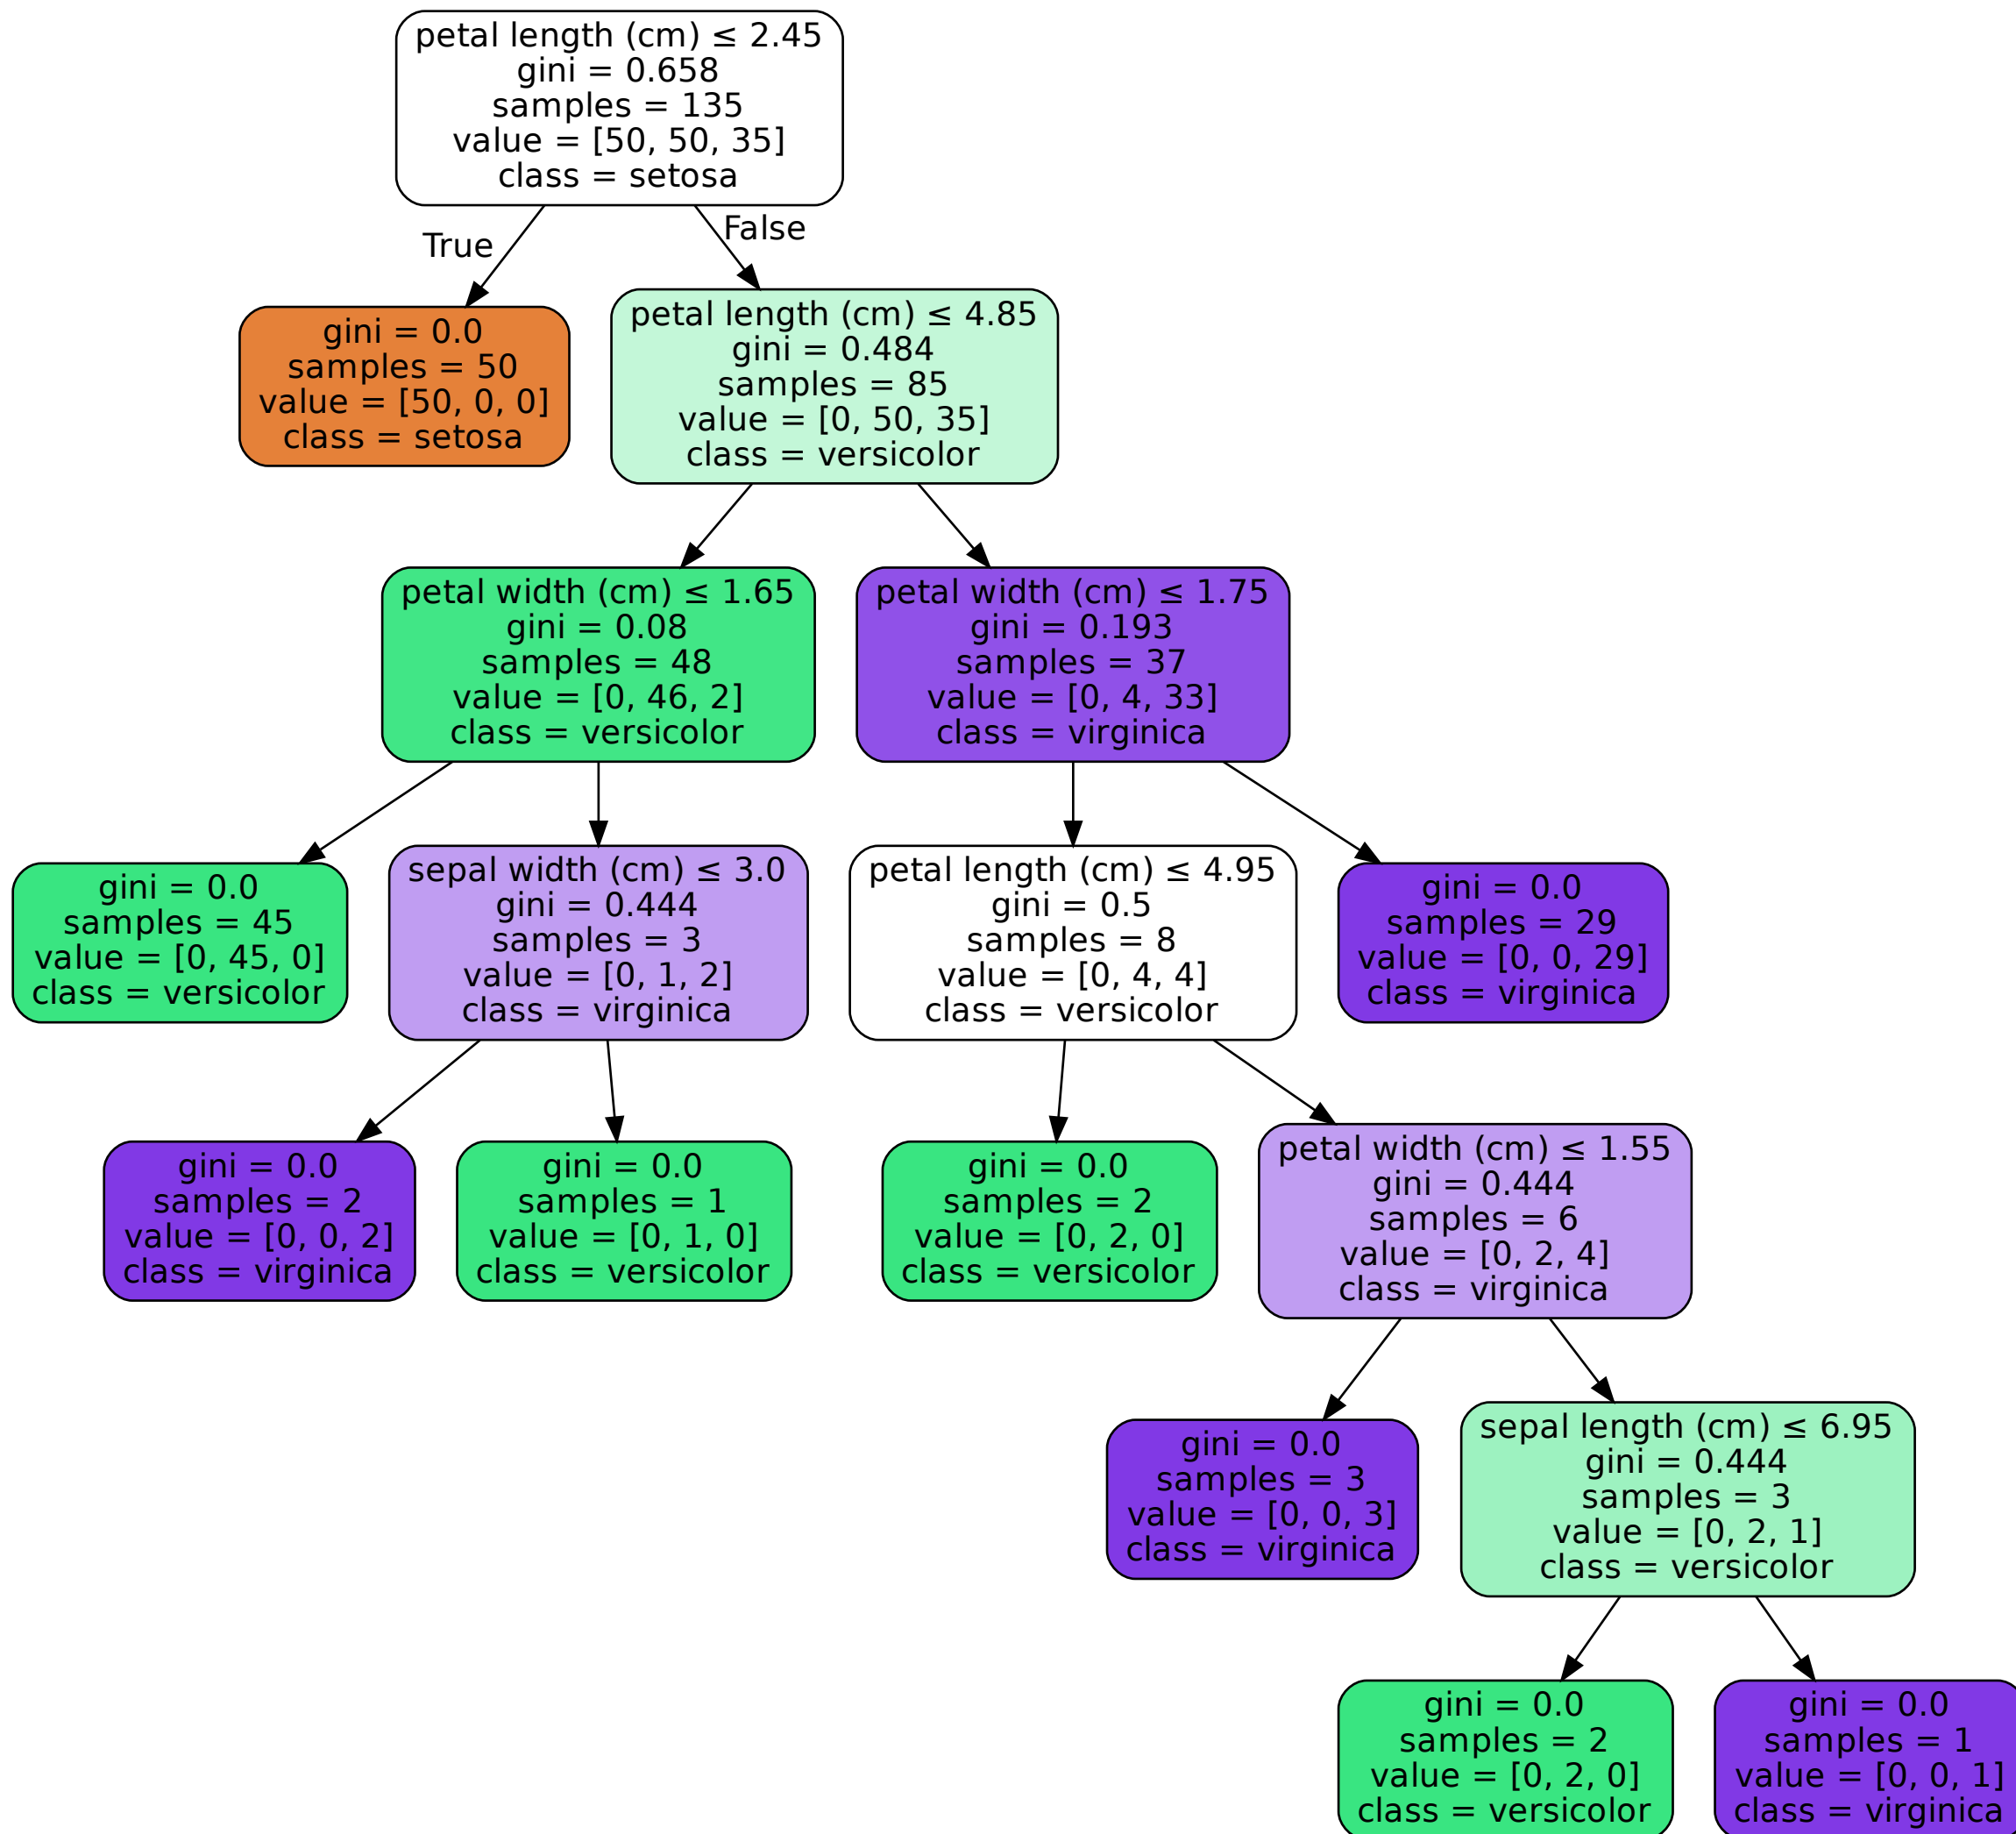 petal length (cm) ≤ 2.45
gini = 0.658
samples = 135
value = [50, 50, 35]
class = setosa
True
False
gini = 0.0
samples = 50
value = [50, 0, 0]
class = setosa
petal length (cm) ≤ 4.85
gini = 0.484
samples = 85
value = [0, 50, 35]
class = versicolor
petal width (cm) ≤ 1.65
gini = 0.08
samples = 48
value = [0, 46, 2]
class = versicolor
petal width (cm) ≤ 1.75
gini = 0.193
samples = 37
value = [0, 4, 33]
class = virginica
gini = 0.0
samples = 45
value = [0, 45, 0]
class = versicolor
sepal width (cm) ≤ 3.0
gini = 0.444
samples = 3
value = [0, 1, 2]
class = virginica
petal length (cm) ≤ 4.95
gini = 0.5
samples = 8
value = [0, 4, 4]
class = versicolor
gini = 0.0
samples = 29
value = [0, 0, 29]
class = virginica
gini = 0.0
samples = 2
value = [0, 0, 2]
class = virginica
gini = 0.0
samples = 1
value = [0, 1, 0]
class = versicolor
gini = 0.0
samples = 2
value = [0, 2, 0]
class = versicolor
petal width (cm) ≤ 1.55
gini = 0.444
samples = 6
value = [0, 2, 4]
class = virginica
gini = 0.0
samples = 3
value = [0, 0, 3]
class = virginica
sepal length (cm) ≤ 6.95
gini = 0.444
samples = 3
value = [0, 2, 1]
class = versicolor
gini = 0.0
samples = 2
value = [0, 2, 0]
class = versicolor
gini = 0.0
samples = 1
value = [0, 0, 1]
class = virginica